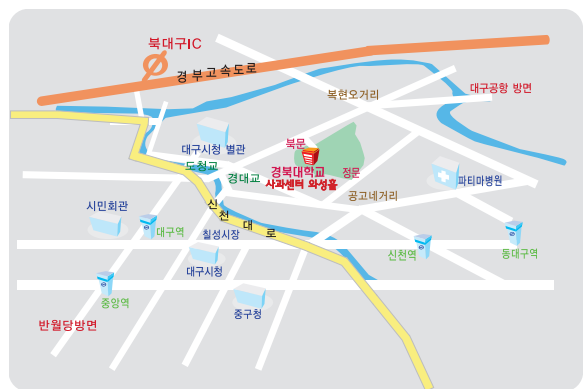 북대구IC
경부고속도로
복현오거리
대구공항 방면
대구시청 별관
북문
도청교
경북대학교
정문
사과센터 와성홀
경대교
파티마병원
공고네거리
신천대로
시민회관
대구역
칠성시장
신천역
동대구역
대구시청
중앙역
중구청
반월당방면